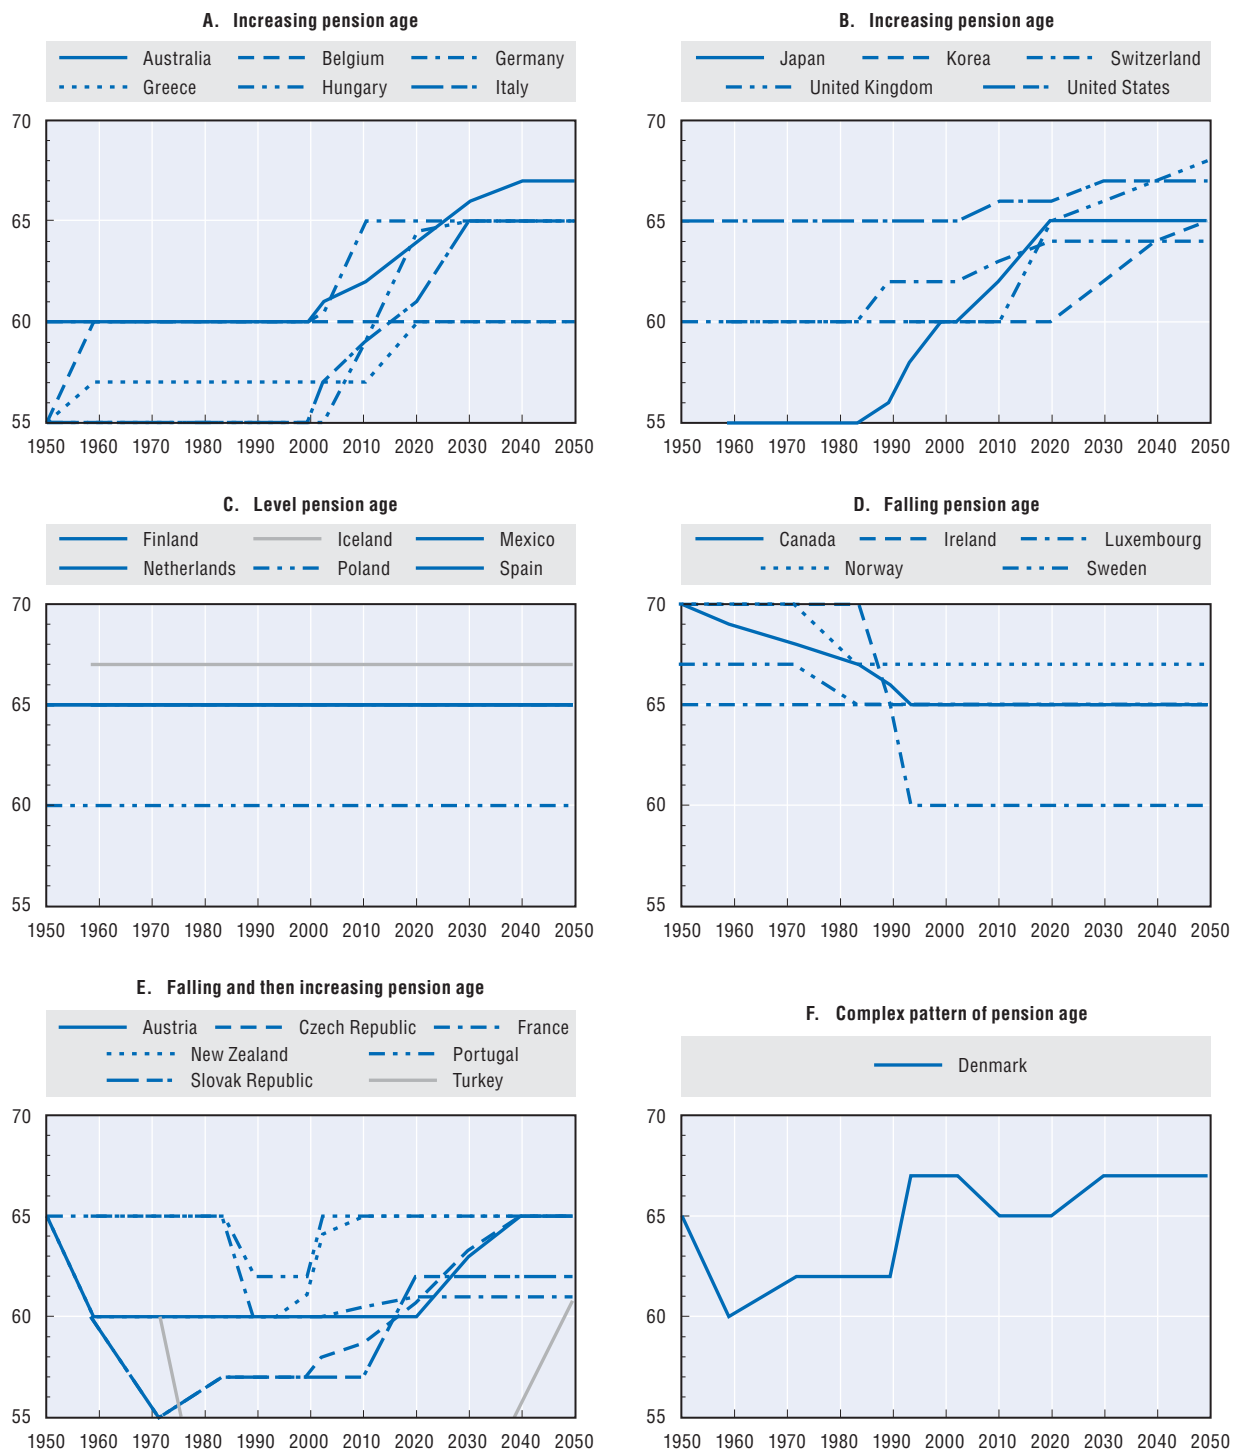 A. Increasing pension age
Australia Belgium Germany
Greece Hungary Italy
70
65
60
55
1950 1960 1970 1980 1990 2000 2010 2020 2030 2040 2050
B. Increasing pension age
Japan Korea Switzerland
United Kingdom United States
70
65
60
55
1950 1960 1970 1980 1990 2000 2010 2020 2030 2040 2050
C. Level pension age
Finland Iceland Mexico
Netherlands Poland Spain
70
65
60
55
1950 1960 1970 1980 1990 2000 2010 2020 2030 2040 2050
D. Falling pension age
Canada Ireland Luxembourg
Norway Sweden
70
65
60
55
1950 1960 1970 1980 1990 2000 2010 2020 2030 2040 2050
E. Falling and then increasing pension age
Austria Czech Republic France
New Zealand Portugal
Slovak Republic Turkey
70
65
60
55
1950 1960 1970 1980 1990 2000 2010 2020 2030 2040 2050
F. Complex pattern of pension age
Denmark
70
65
60
55
1950 1960 1970 1980 1990 2000 2010 2020 2030 2040 2050